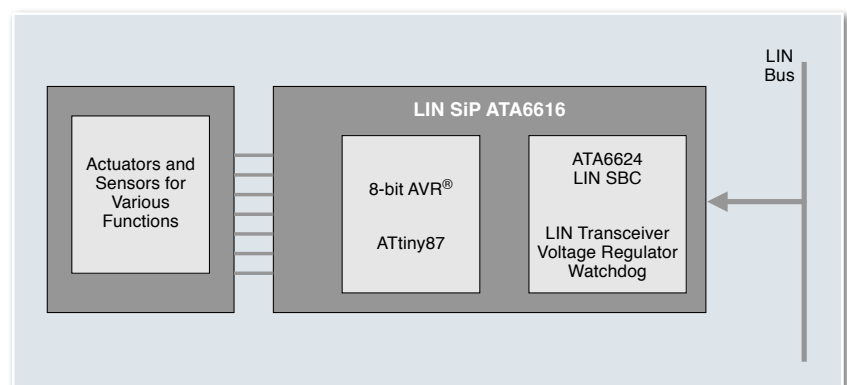 LIN
Bus
LIN SiP ATA6616
Actuators and
Sensors for
Various
Functions
8-bit AVR®
ATtiny87
ATA6624
LIN SBC
LIN Transceiver
Voltage Regulator
Watchdog